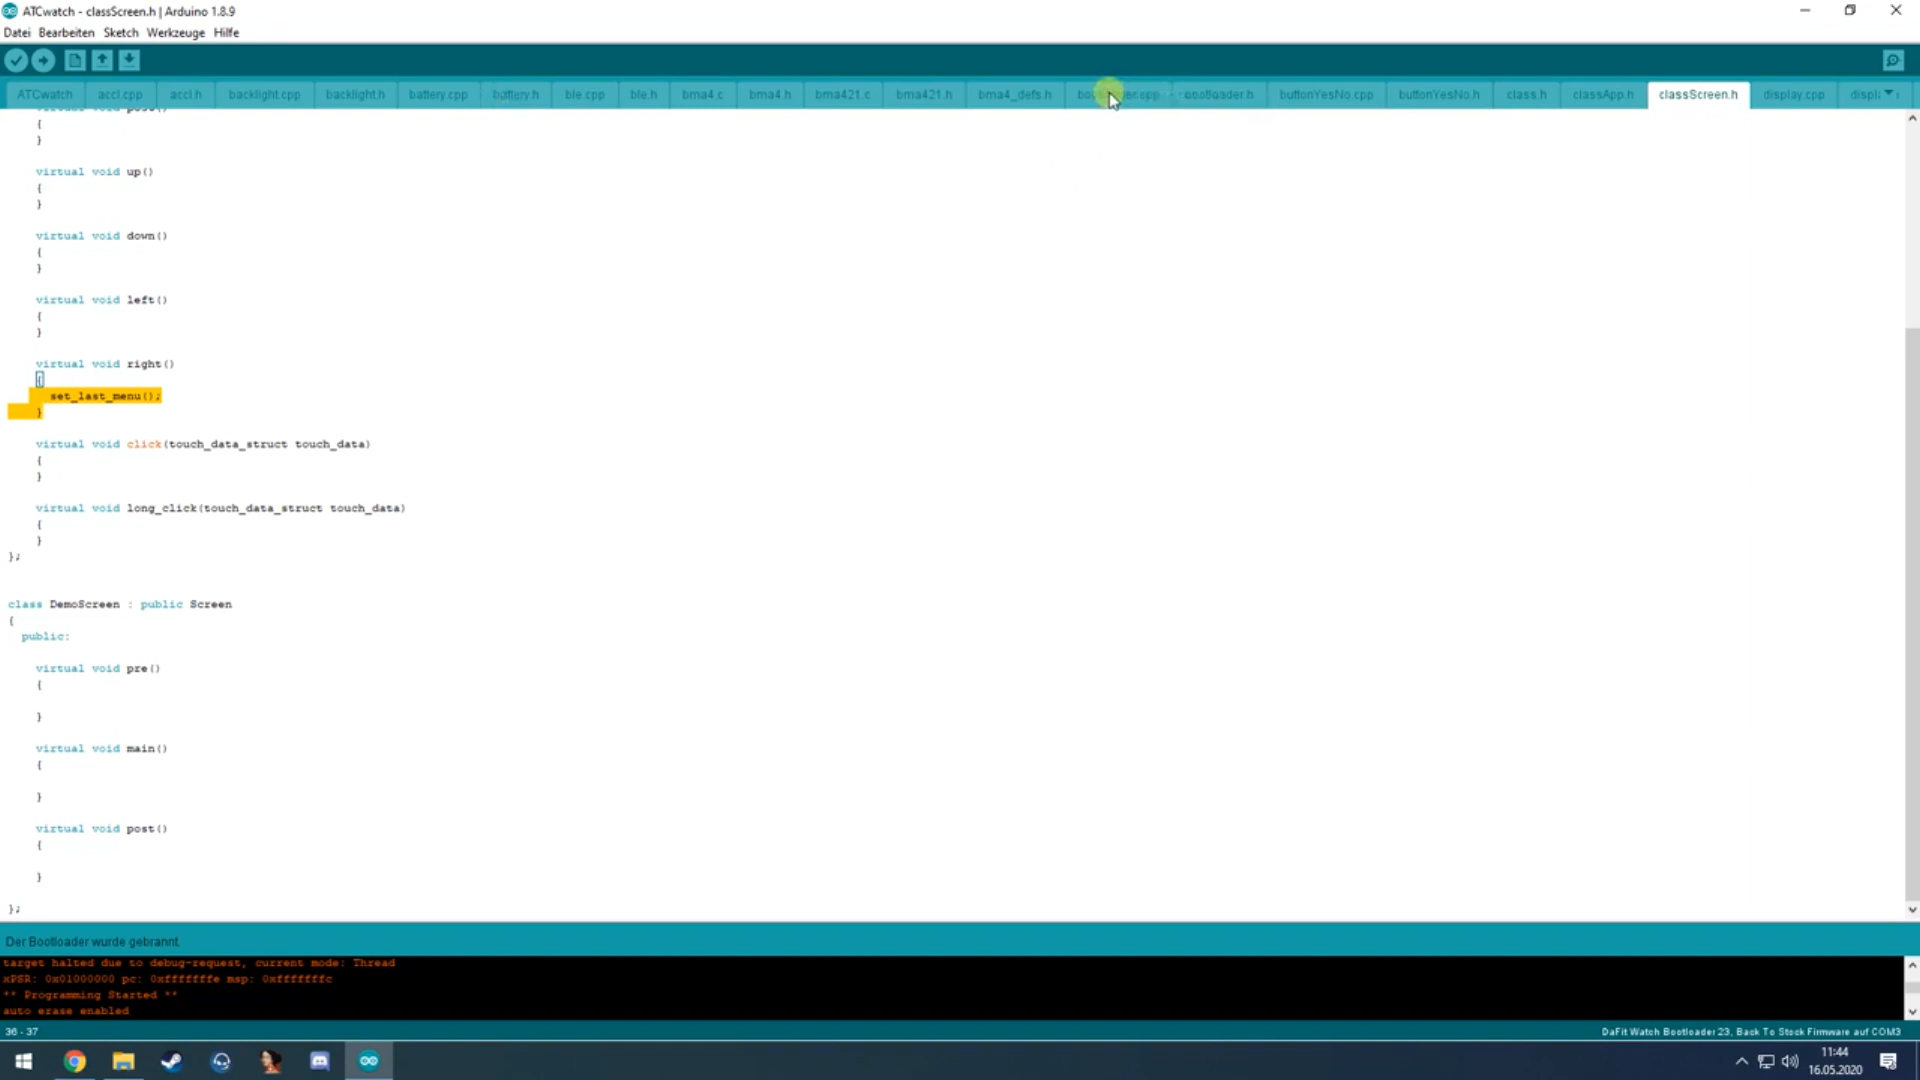 ATCwatch - classScreen.h | Arduino 1.8.9
Datei Bearbeiten Sketch Werkzeuge Hilfe
ATCwatch accl.cpp accl.h backlight.cpp backlight.h battery.cpp battery.h ble.cpp ble.h bma4.c bma4.h bma421.c bma421.h bma4_defs.h bootloader.h buttonYesNo.cpp buttonYesNo.h class.h classApp.h classScreen.h display.cpp
virtual void post()
{
}
virtual void up()
{
}
virtual void down()
{
}
virtual void left()
{
}
virtual void right()
{
set_last_menu();
}
virtual void click(touch_data_struct touch_data)
{
}
virtual void long_click(touch_data_struct touch_data)
{
}
};
class DemoScreen : public Screen
{
public:
virtual void pre()
{
}
virtual void main()
{
}
virtual void post()
{
}
};
Der Bootloader wurde gebrannt.
target halted due to debug-request, current mode: Thread
xPSR: 0x01000000 pc: 0xfffffffe msp: 0xfffffffc
** Programming Started **
auto erase enabled
36 - 37
DaFit Watch Bootloader 23, Back To Stock Firmware auf COM3
11:44
16.05.2020